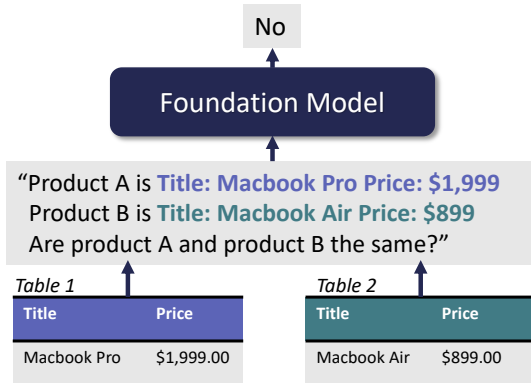 No
Foundation Model
“Product A is Title: Macbook Pro Price: $1,999
Product B is Title: Macbook Air Price: $899
Are product A and product B the same?”
Table 1
Title Price
Macbook Pro $1,999.00
Table 2
Title Price
Macbook Air $899.00